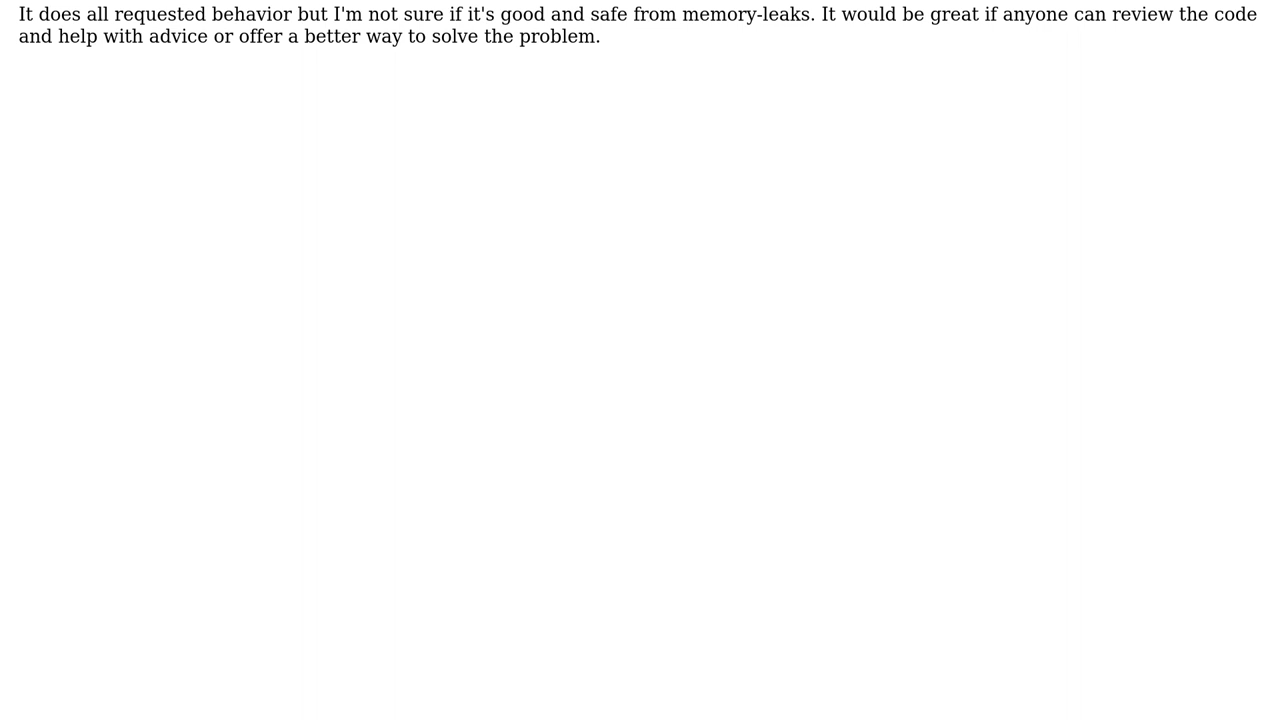 It does all requested behavior but I'm not sure if it's good and safe from memory-leaks. It would be great if anyone can review the code
and help with advice or offer a better way to solve the problem.